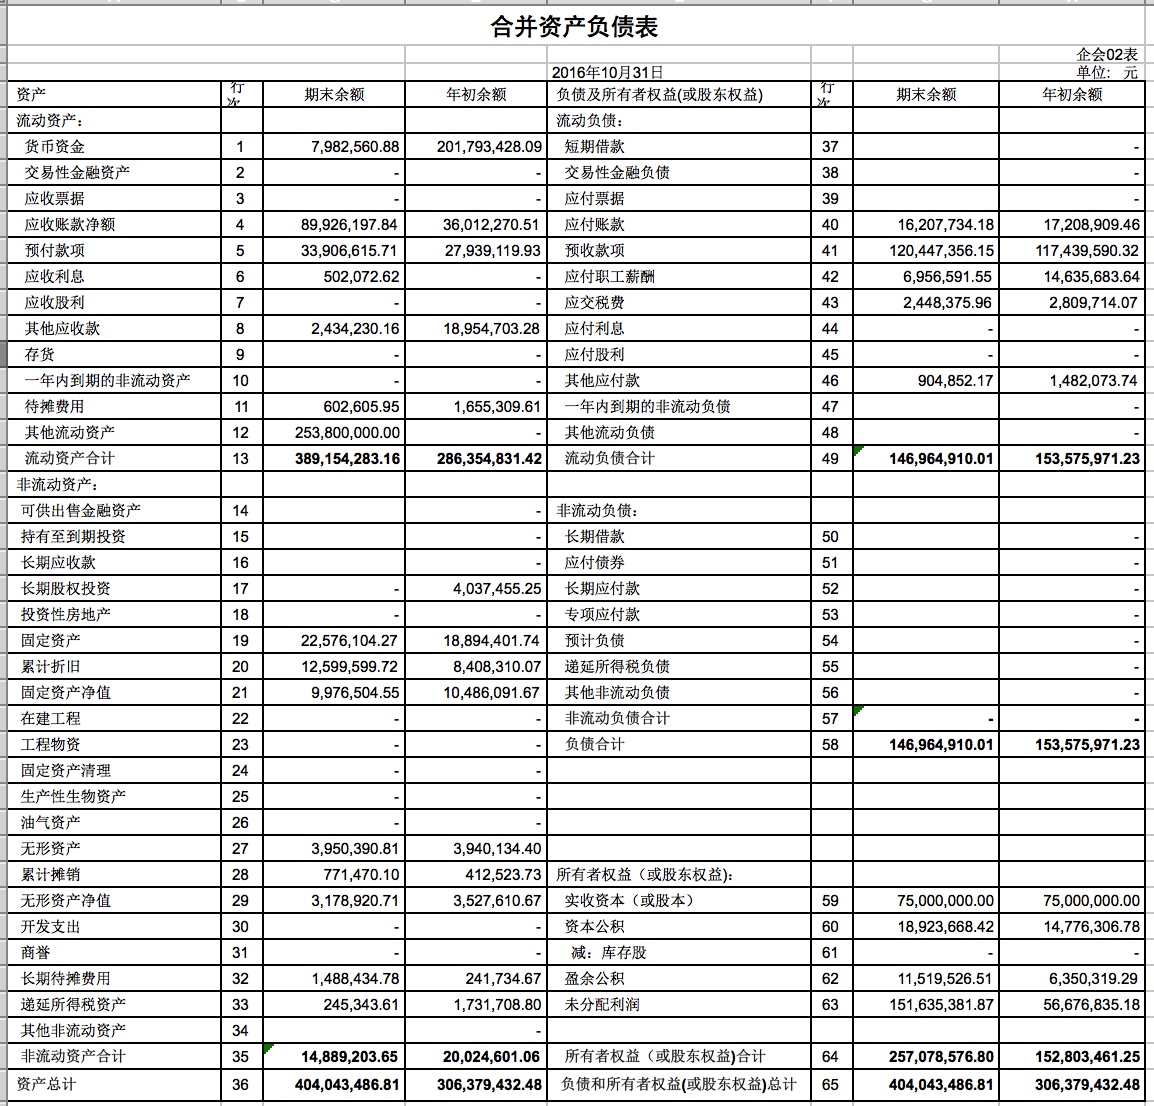 合并资产负债表
企会02表
2016年10月31日 单位: 元
资产 行次 期末余额 年初余额 负债及所有者权益(或股东权益) 行次 期末余额 年初余额
流动资产: 流动负债:
货币资金 1 7,982,560.88 201,793,428.09 短期借款 37 -
交易性金融资产 2 - - 交易性金融负债 38 -
应收票据 3 - - 应付票据 39 -
应收账款净额 4 89,926,197.84 36,012,270.51 应付账款 40 16,207,734.18 17,208,909.46
预付款项 5 33,906,615.71 27,939,119.93 预收款项 41 120,447,356.15 117,439,590.32
应收利息 6 502,072.62 - 应付职工薪酬 42 6,956,591.55 14,635,683.64
应收股利 7 - - 应交税费 43 2,448,375.96 2,809,714.07
其他应收款 8 2,434,230.16 18,954,703.28 应付利息 44 - -
存货 9 - - 应付股利 45 - -
一年内到期的非流动资产 10 - - 其他应付款 46 904,852.17 1,482,073.74
待摊费用 11 602,605.95 1,655,309.61 一年内到期的非流动负债 47 -
其他流动资产 12 253,800,000.00 - 其他流动负债 48 -
流动资产合计 13 389,154,283.16 286,354,831.42 流动负债合计 49 146,964,910.01 153,575,971.23
非流动资产:
可供出售金融资产 14 - 非流动负债:
持有至到期投资 15 - 长期借款 50 -
长期应收款 16 - 应付债券 51 -
长期股权投资 17 - 4,037,455.25 长期应付款 52 -
投资性房地产 18 - - 专项应付款 53 -
固定资产 19 22,576,104.27 18,894,401.74 预计负债 54 -
累计折旧 20 12,599,599.72 8,408,310.07 递延所得税负债 55 -
固定资产净值 21 9,976,504.55 10,486,091.67 其他非流动负债 56 -
在建工程 22 - - 非流动负债合计 57 - -
工程物资 23 - - 负债合计 58 146,964,910.01 153,575,971.23
固定资产清理 24 - -
生产性生物资产 25 - -
油气资产 26 - -
无形资产 27 3,950,390.81 3,940,134.40
累计摊销 28 771,470.10 412,523.73 所有者权益（或股东权益):
无形资产净值 29 3,178,920.71 3,527,610.67 实收资本（或股本） 59 75,000,000.00 75,000,000.00
开发支出 30 - - 资本公积 60 18,923,668.42 14,776,306.78
商誉 31 - - 减: 库存股 61 - -
长期待摊费用 32 1,488,434.78 241,734.67 盈余公积 62 11,519,526.51 6,350,319.29
递延所得税资产 33 245,343.61 1,731,708.80 未分配利润 63 151,635,381.87 56,676,835.18
其他非流动资产 34 -
非流动资产合计 35 14,889,203.65 20,024,601.06 所有者权益（或股东权益)合计 64 257,078,576.80 152,803,461.25
资产总计 36 404,043,486.81 306,379,432.48 负债和所有者权益(或股东权益)总计 65 404,043,486.81 306,379,432.48